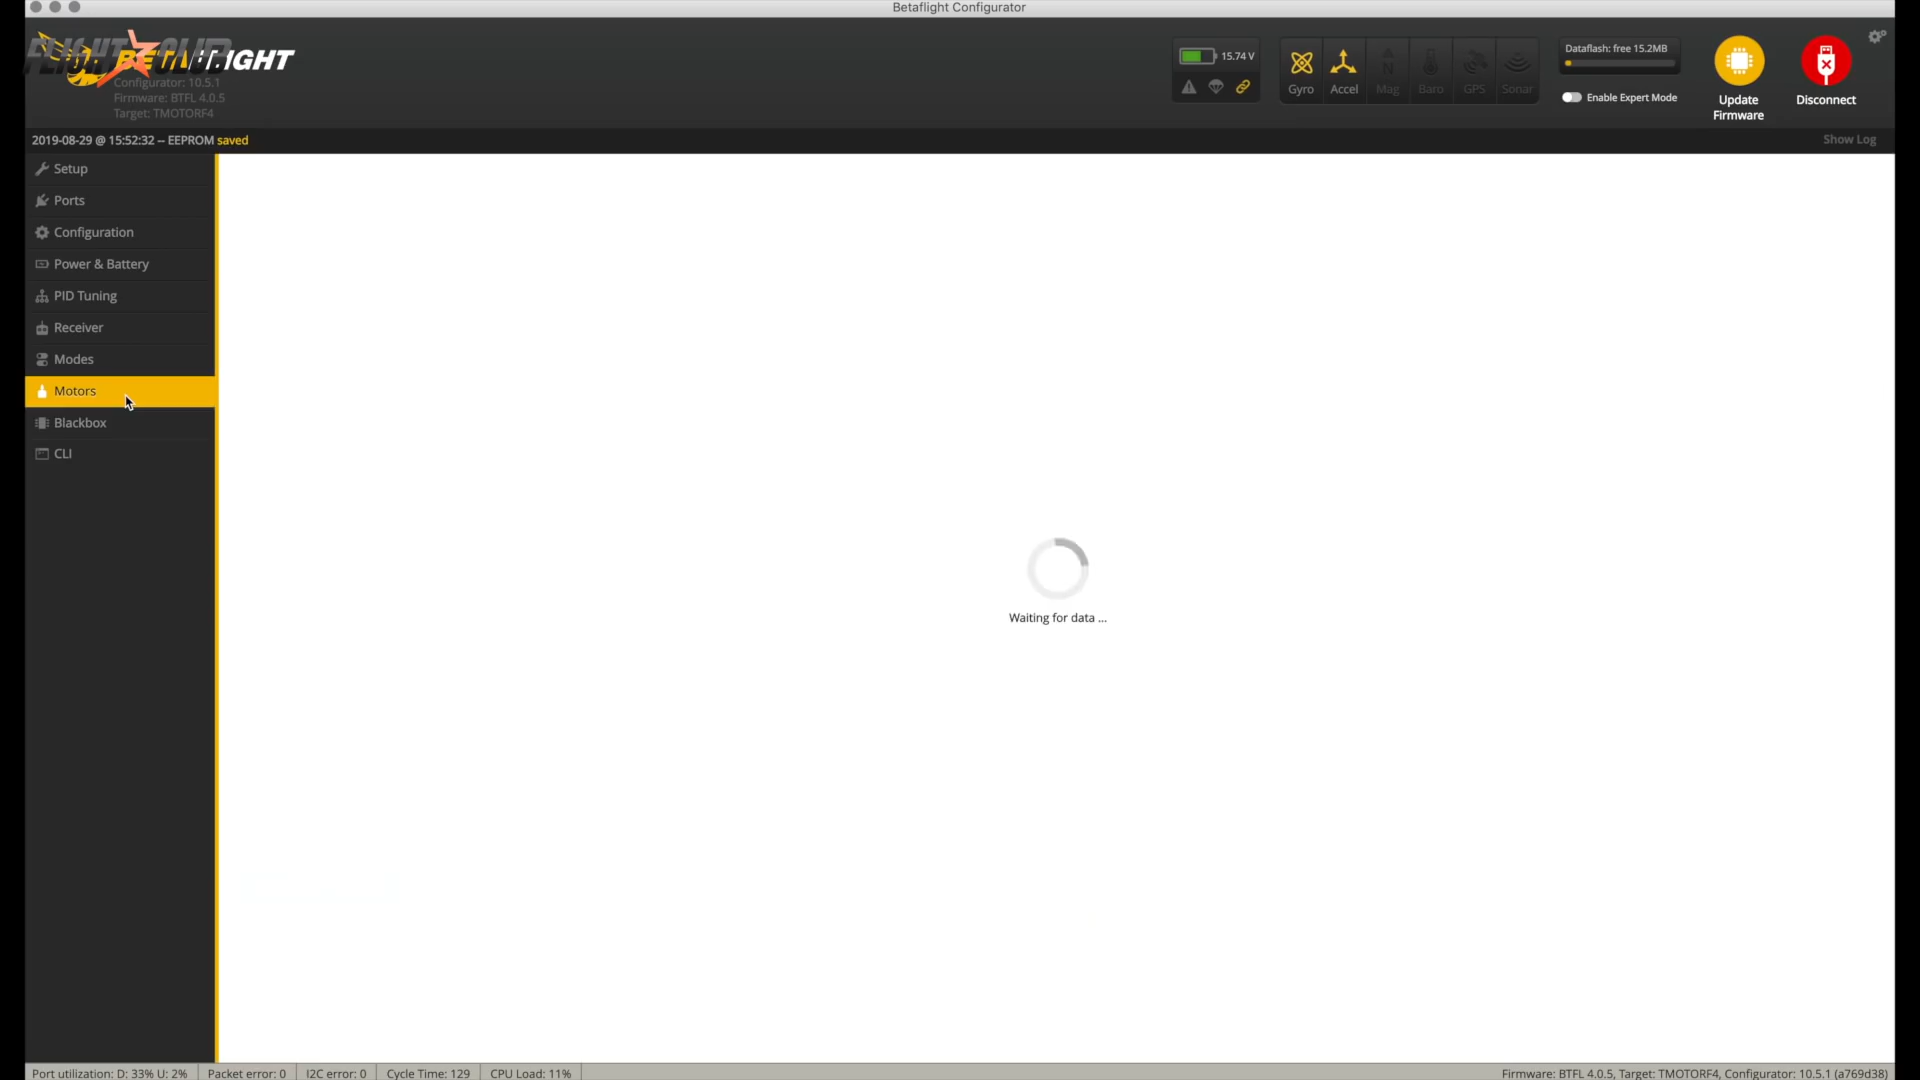 Betaflight Configurator
FLIGHT CLUB
BETAFLIGHT
Configurator: 10.5.1
Firmware: BTFL 4.0.5
Target: TMOTORF4
15.74 V
Gyro
Accel
Mag
Baro
GPS
Sonar
Dataflash: free 15.2MB
Enable Expert Mode
Update
Firmware
Disconnect
2019-08-29 @ 15:52:32 -- EEPROM saved
Show Log
Setup
Ports
Configuration
Power & Battery
PID Tuning
Receiver
Modes
Motors
Blackbox
CLI
Waiting for data ...
Port utilization: D: 33% U: 2%
Packet error: 0
I2C error: 0
Cycle Time: 129
CPU Load: 11%
Firmware: BTFL 4.0.5, Target: TMOTORF4, Configurator: 10.5.1 (a769d38)